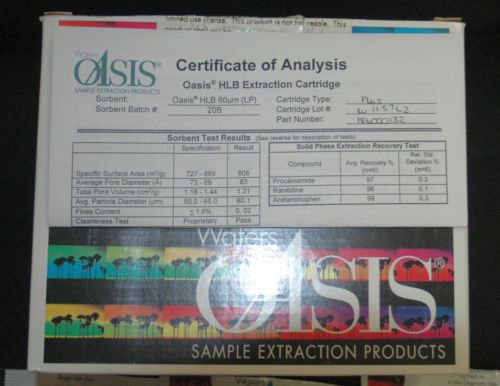 limited use license. This product is not for resale. This
Waters
OASIS®
SAMPLE EXTRACTION PRODUCTS
Certificate of Analysis
Oasis® HLB Extraction Cartridge
Sorbent: Oasis® HLB 60µm (LP) Cartridge Type: Plus
Sorbent Batch #: 20B Cartridge Lot #: W11572
Part Number: 186000132
Sorbent Test Results (See reverse for description of tests)
Specification Result
Specific Surface Area (m²/g) 727 - 889 808
Average Pore Diameter (Å) 73 - 89 83
Total Pore Volume (cm³/g) 1.18 - 1.44 1.31
Avg. Particle Diameter (µm) 50.0 - 65.0 60.1
Fines Content ≤ 1.0% 0.02
Cleanliness Test Proprietary Pass
Solid Phase Extraction Recovery Test
Compound Avg. Recovery % (n=6) Rel. Std. Deviation % (n=6)
Procainamide 97 0.3
Ranitidine 96 0.1
Acetaminophen 99 0.3
Waters
OASIS®
SAMPLE EXTRACTION PRODUCTS